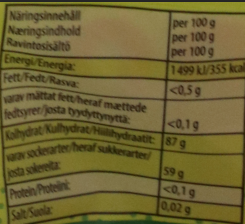 Näringsinnehåll per 100 g
Næringsindhold per 100 g
Ravintosisältö per 100 g
Energi/Energia: 1499 kJ/355 kcal
Fett/Fedt/Rasva: <0,5 g
varav mättat fett/heraf mættede
fedtsyrer/josta tyydyttynyttä: <0,1 g
Kolhydrat/Kulhydrat/Hiilihydraatit: 87 g
varav sockerarter/heraf sukkerarter/
josta sokereita: 59 g
Protein/Proteiini: <0,1 g
Salt/Suola: 0,02 g